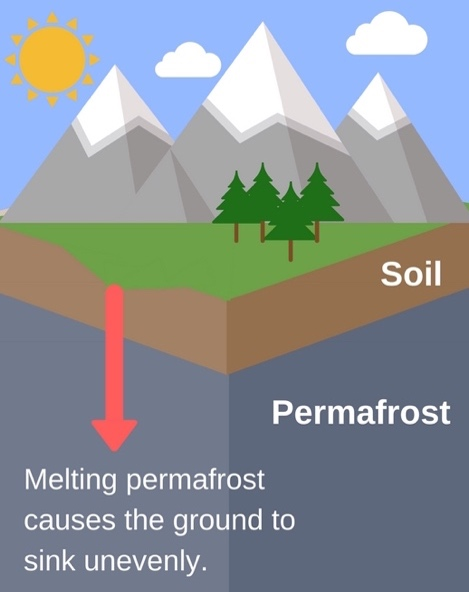 Soil
Permafrost
Melting permafrost
causes the ground to
sink unevenly.